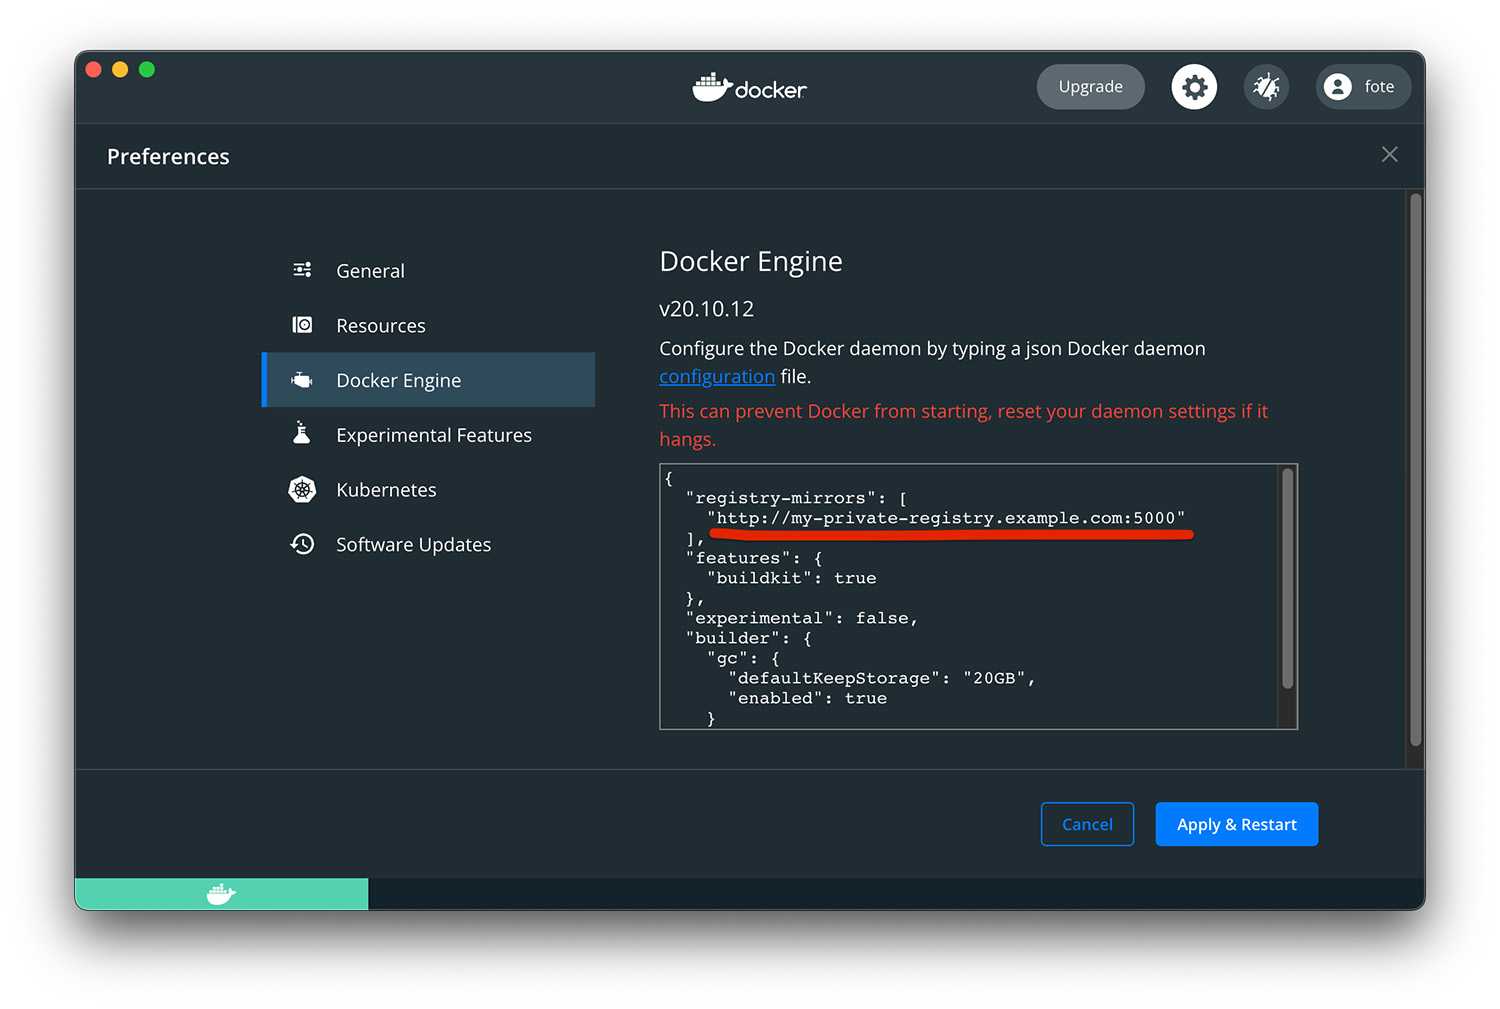 docker
Upgrade
fote
Preferences
General
Resources
Docker Engine
Experimental Features
Kubernetes
Software Updates
Docker Engine
v20.10.12
Configure the Docker daemon by typing a json Docker daemon
configuration file.
This can prevent Docker from starting, reset your daemon settings if it
hangs.
{
"registry-mirrors": [
"http://my-private-registry.example.com:5000"
],
"features": {
"buildkit": true
},
"experimental": false,
"builder": {
"gc": {
"defaultKeepStorage": "20GB",
"enabled": true
}
Cancel
Apply & Restart